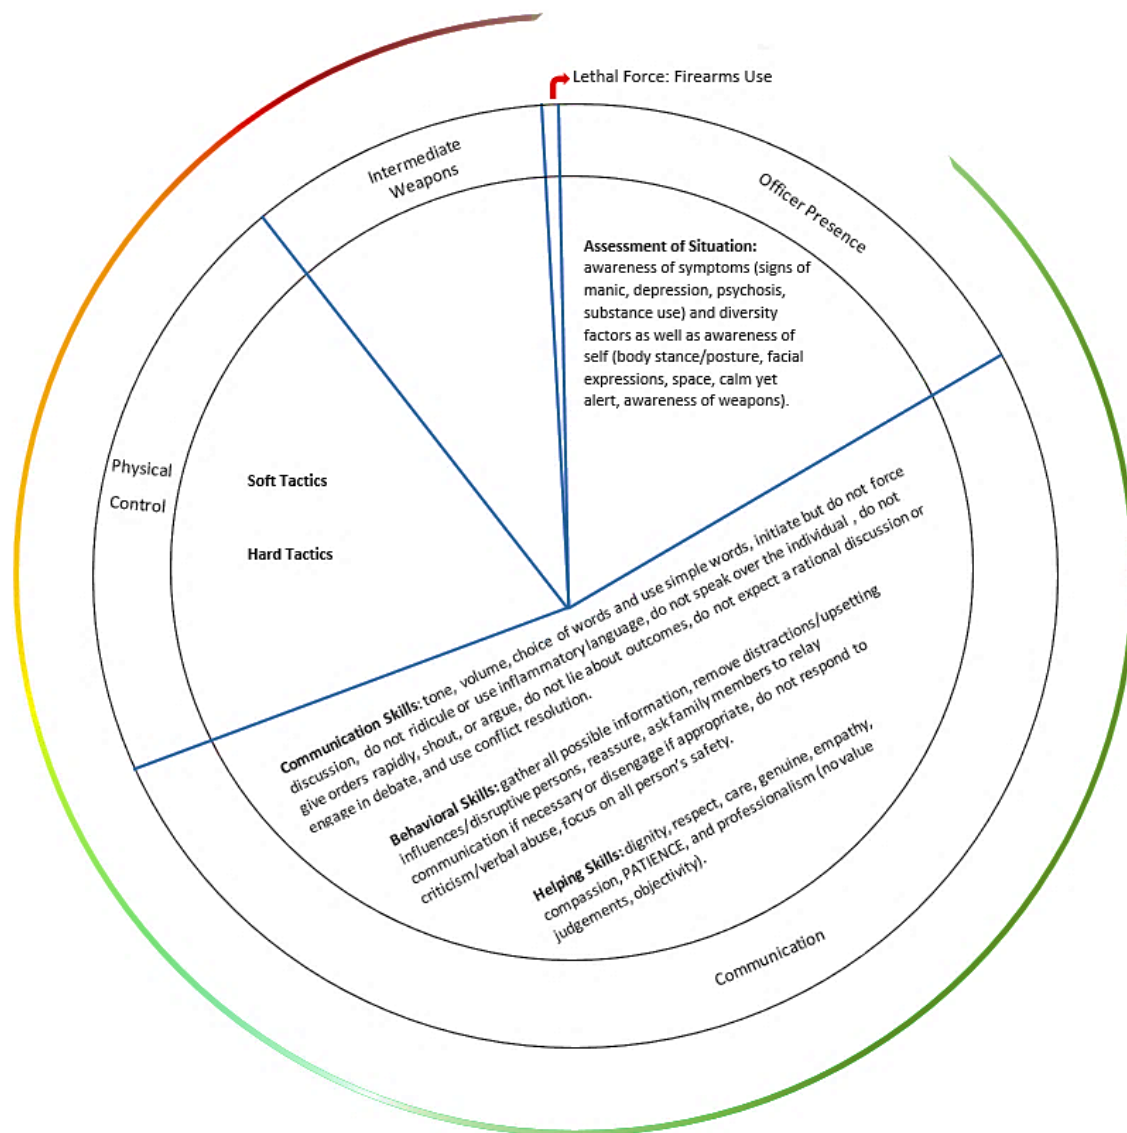 Lethal Force: Firearms Use
Intermediate
Weapons
Officer Presence
Assessment of Situation:
awareness of symptoms (signs of
manic, depression, psychosis,
substance use) and diversity
factors as well as awareness of
self (body stance/posture, facial
expressions, space, calm yet
alert, awareness of weapons).
Physical
Control
Soft Tactics
Hard Tactics
Communication Skills: tone, volume, choice of words and use simple words, initiate but do not force
discussion, do not ridicule or use inflammatory language, do not speak over the individual , do not
give orders rapidly, shout, or argue, do not lie about outcomes, do not expect a rational discussion or
engage in debate, and use conflict resolution.
Behavioral Skills: gather all possible information, remove distractions/upsetting
influences/disruptive persons, reassure, ask family members to relay
communication if necessary or disengage if appropriate, do not respond to
criticism/verbal abuse, focus on all person's safety.
Helping Skills: dignity, respect, care, genuine, empathy,
compassion, PATIENCE, and professionalism (no value
judgements, objectivity).
Communication